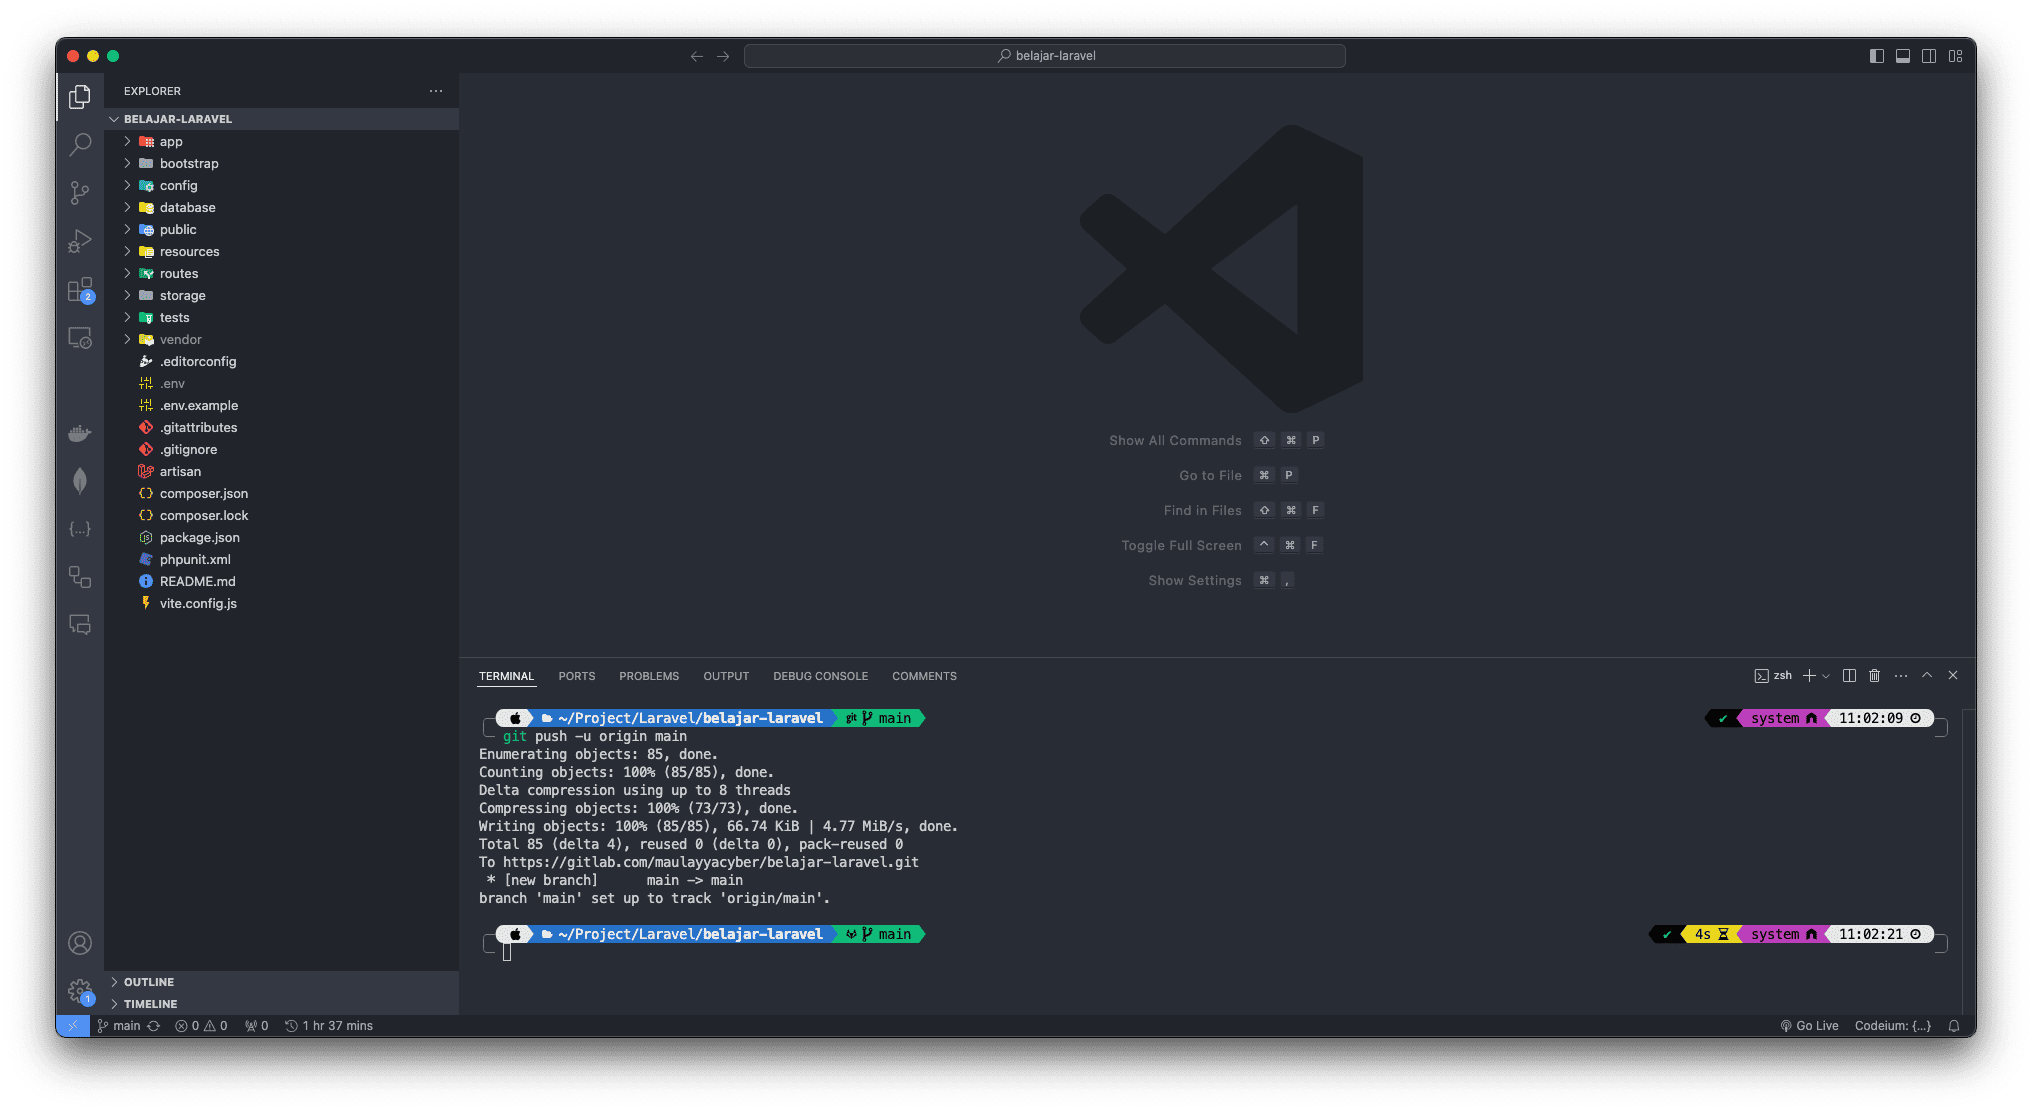 belajar-laravel
EXPLORER
BELAJAR-LARAVEL
app
bootstrap
config
database
public
resources
routes
storage
tests
vendor
.editorconfig
.env
.env.example
.gitattributes
.gitignore
artisan
composer.json
composer.lock
package.json
phpunit.xml
README.md
vite.config.js
OUTLINE
TIMELINE
2
1
Show All Commands ⇧ ⌘ P
Go to File ⌘ P
Find in Files ⇧ ⌘ F
Toggle Full Screen ^ ⌘ F
Show Settings ⌘ ,
TERMINAL PORTS PROBLEMS OUTPUT DEBUG CONSOLE COMMENTS zsh
~/Project/Laravel/belajar-laravel git main ✔ system 11:02:09
git push -u origin main
Enumerating objects: 85, done.
Counting objects: 100% (85/85), done.
Delta compression using up to 8 threads
Compressing objects: 100% (73/73), done.
Writing objects: 100% (85/85), 66.74 KiB | 4.77 MiB/s, done.
Total 85 (delta 4), reused 0 (delta 0), pack-reused 0
To https://gitlab.com/maulayyacyber/belajar-laravel.git
* [new branch] main -> main
branch 'main' set up to track 'origin/main'.
~/Project/Laravel/belajar-laravel main ✔ 4s system 11:02:21
main 0 0 0 1 hr 37 mins Go Live Codeium: {...}